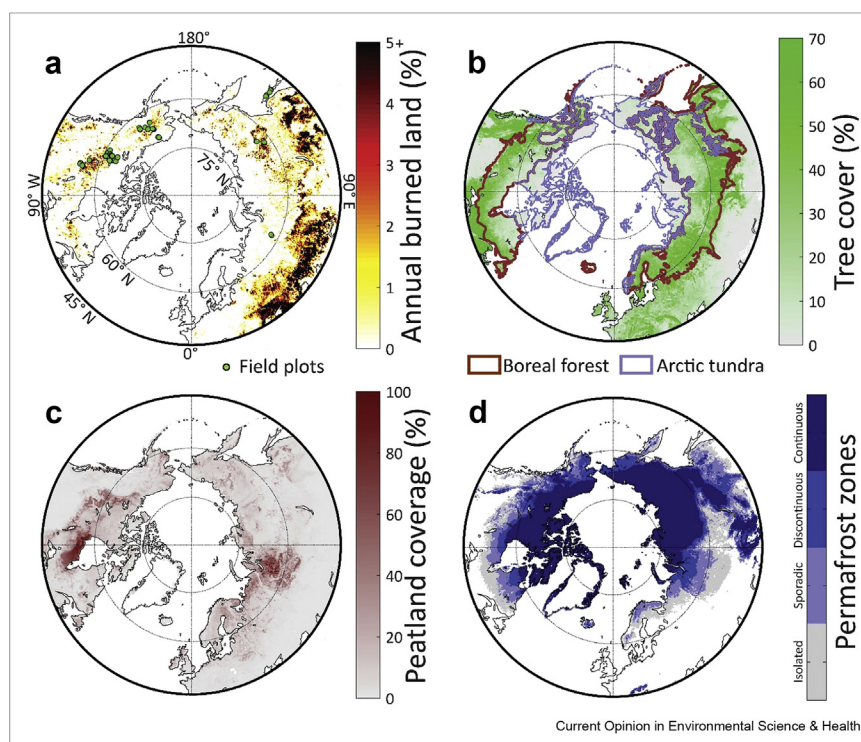 a
180°
90° W
90° E
75° N
60° N
45° N
0°
Field plots
5+
4
3
2
1
0
Annual burned land (%)
b
70
60
50
40
30
20
10
0
Tree cover (%)
Boreal forest
Arctic tundra
c
100
80
60
40
20
0
Peatland coverage (%)
d
Continuous
Discontinuous
Sporadic
Isolated
Permafrost zones
Current Opinion in Environmental Science & Health